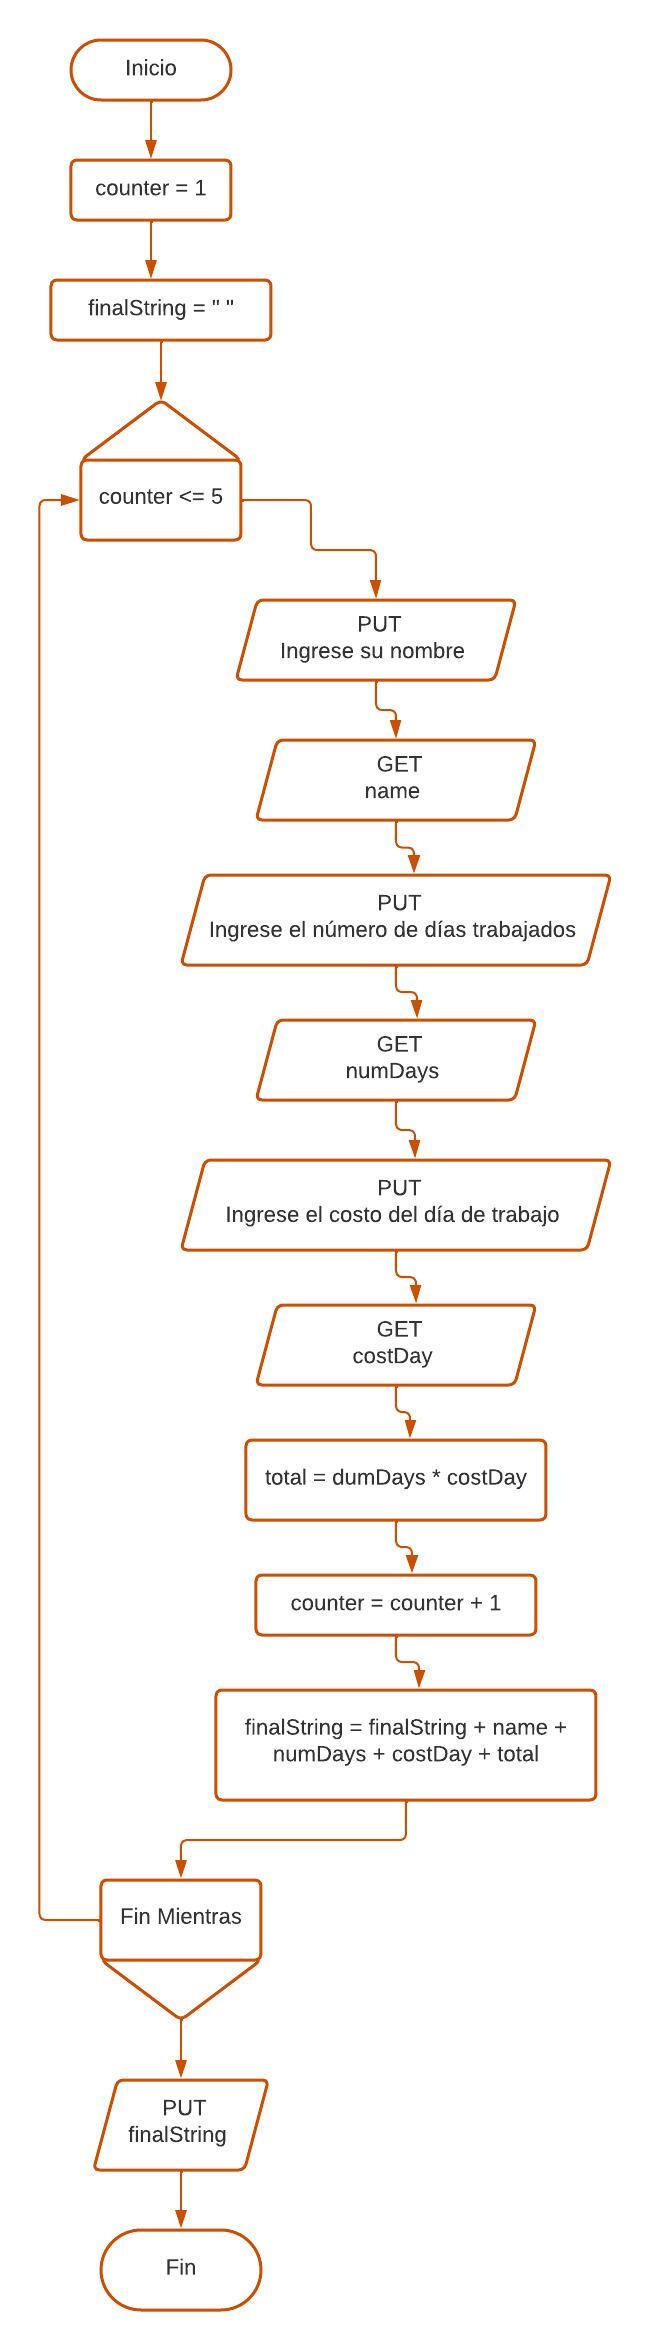 Inicio
counter = 1
finalString = " "
counter <= 5
PUT
Ingrese su nombre
GET
name
PUT
Ingrese el número de días trabajados
GET
numDays
PUT
Ingrese el costo del día de trabajo
GET
costDay
total = dumDays * costDay
counter = counter + 1
finalString = finalString + name +
numDays + costDay + total
Fin Mientras
PUT
finalString
Fin